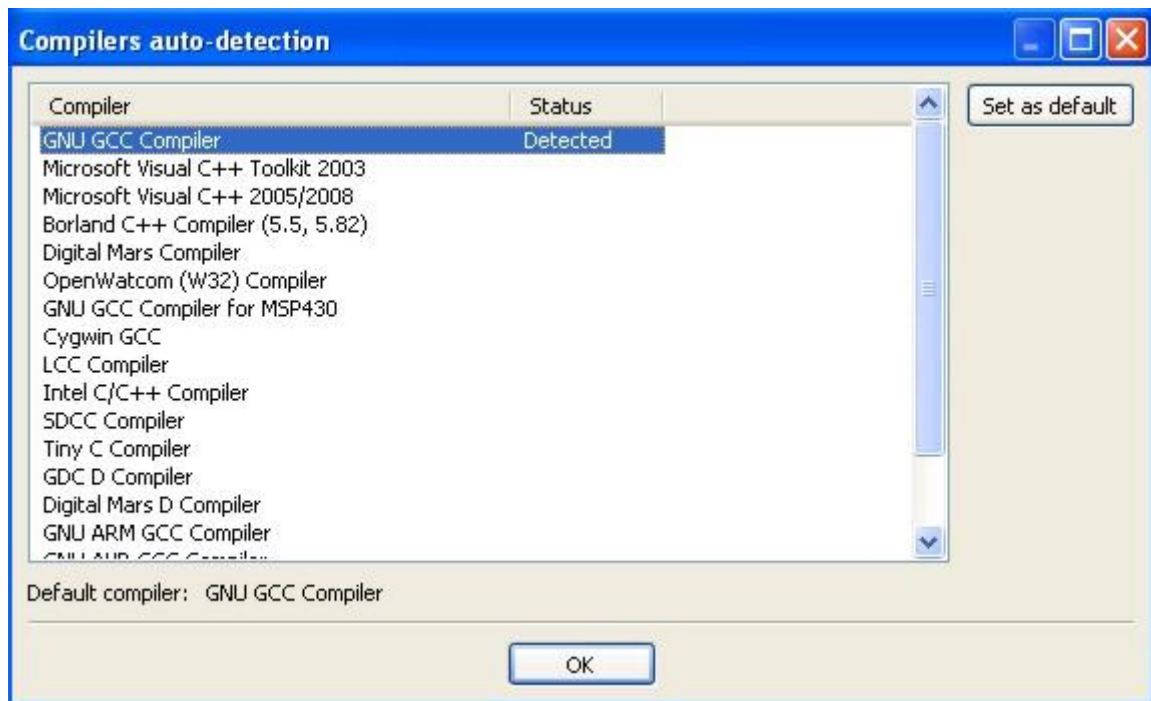 Compilers auto-detection
Compiler Status
Set as default
GNU GCC Compiler Detected
Microsoft Visual C++ Toolkit 2003
Microsoft Visual C++ 2005/2008
Borland C++ Compiler (5.5, 5.82)
Digital Mars Compiler
OpenWatcom (W32) Compiler
GNU GCC Compiler for MSP430
Cygwin GCC
LCC Compiler
Intel C/C++ Compiler
SDCC Compiler
Tiny C Compiler
GDC D Compiler
Digital Mars D Compiler
GNU ARM GCC Compiler
Default compiler: GNU GCC Compiler
OK